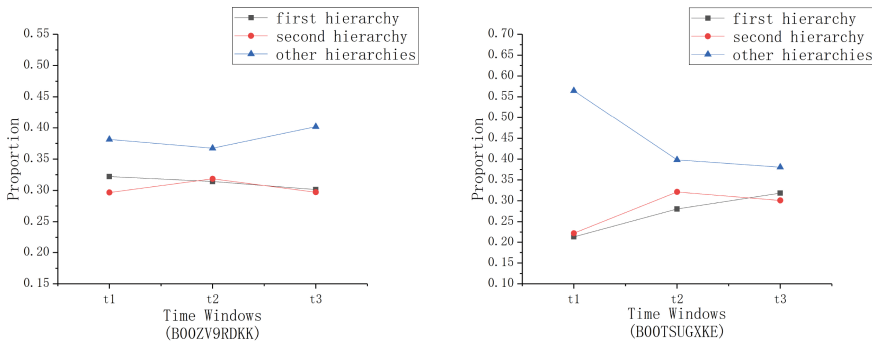 first hierarchy
second hierarchy
other hierarchies
0.55
0.50
0.45
0.40
0.35
0.30
0.25
0.20
0.15
Proportion
t1 t2 t3
Time Windows
(B00ZV9RDKK)
first hierarchy
second hierarchy
other hierarchies
0.70
0.65
0.60
0.55
0.50
0.45
0.40
0.35
0.30
0.25
0.20
0.15
0.10
Proportion
t1 t2 t3
Time Windows
(B00TSUGXKE)